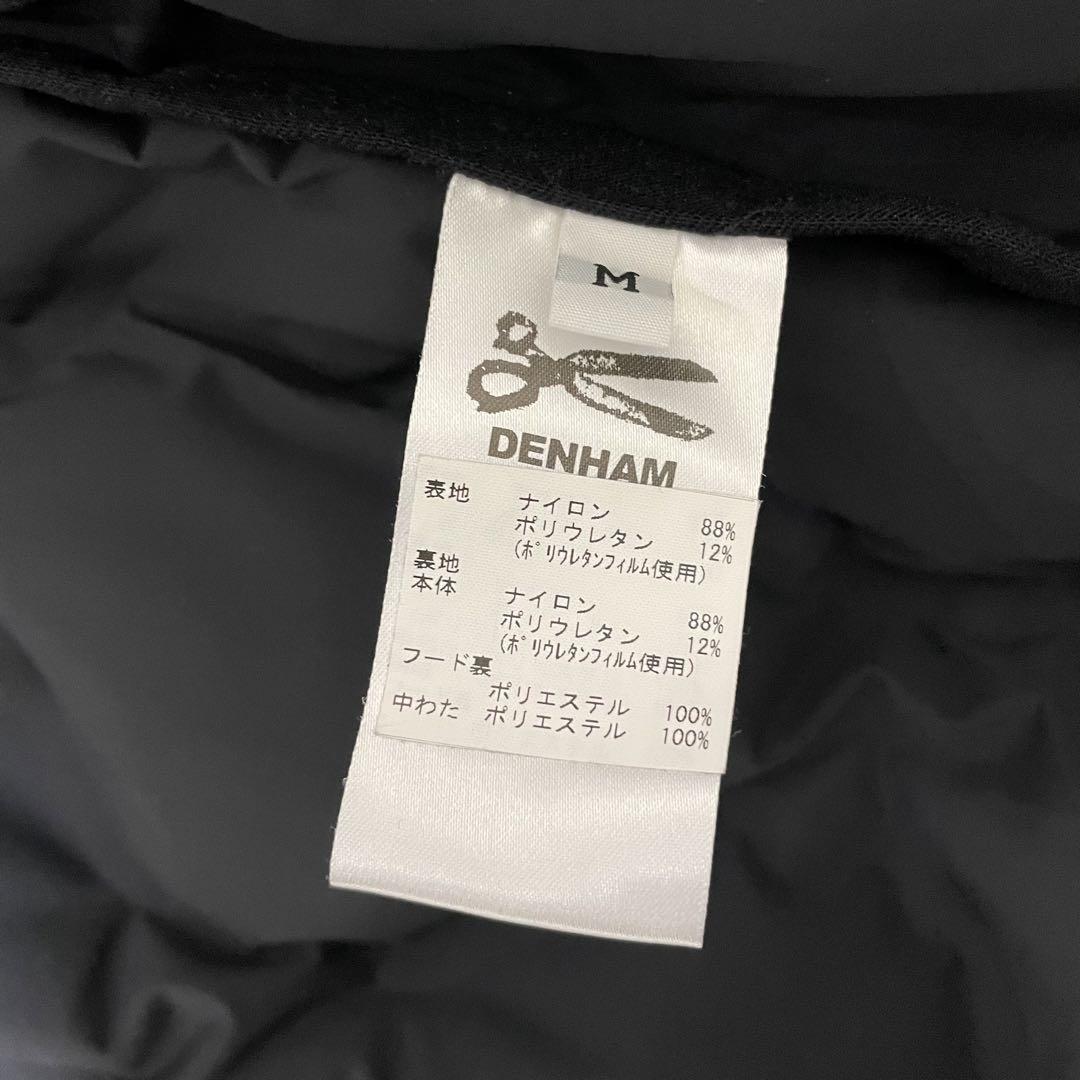 M
DENHAM
表地 ナイロン 88%
ポリウレタン 12%
(ﾎﾟﾘｳﾚﾀﾝﾌｨﾙﾑ使用)
裏地
本体 ナイロン 88%
ポリウレタン 12%
(ﾎﾟﾘｳﾚﾀﾝﾌｨﾙﾑ使用)
フード裏
ポリエステル 100%
中わた ポリエステル 100%